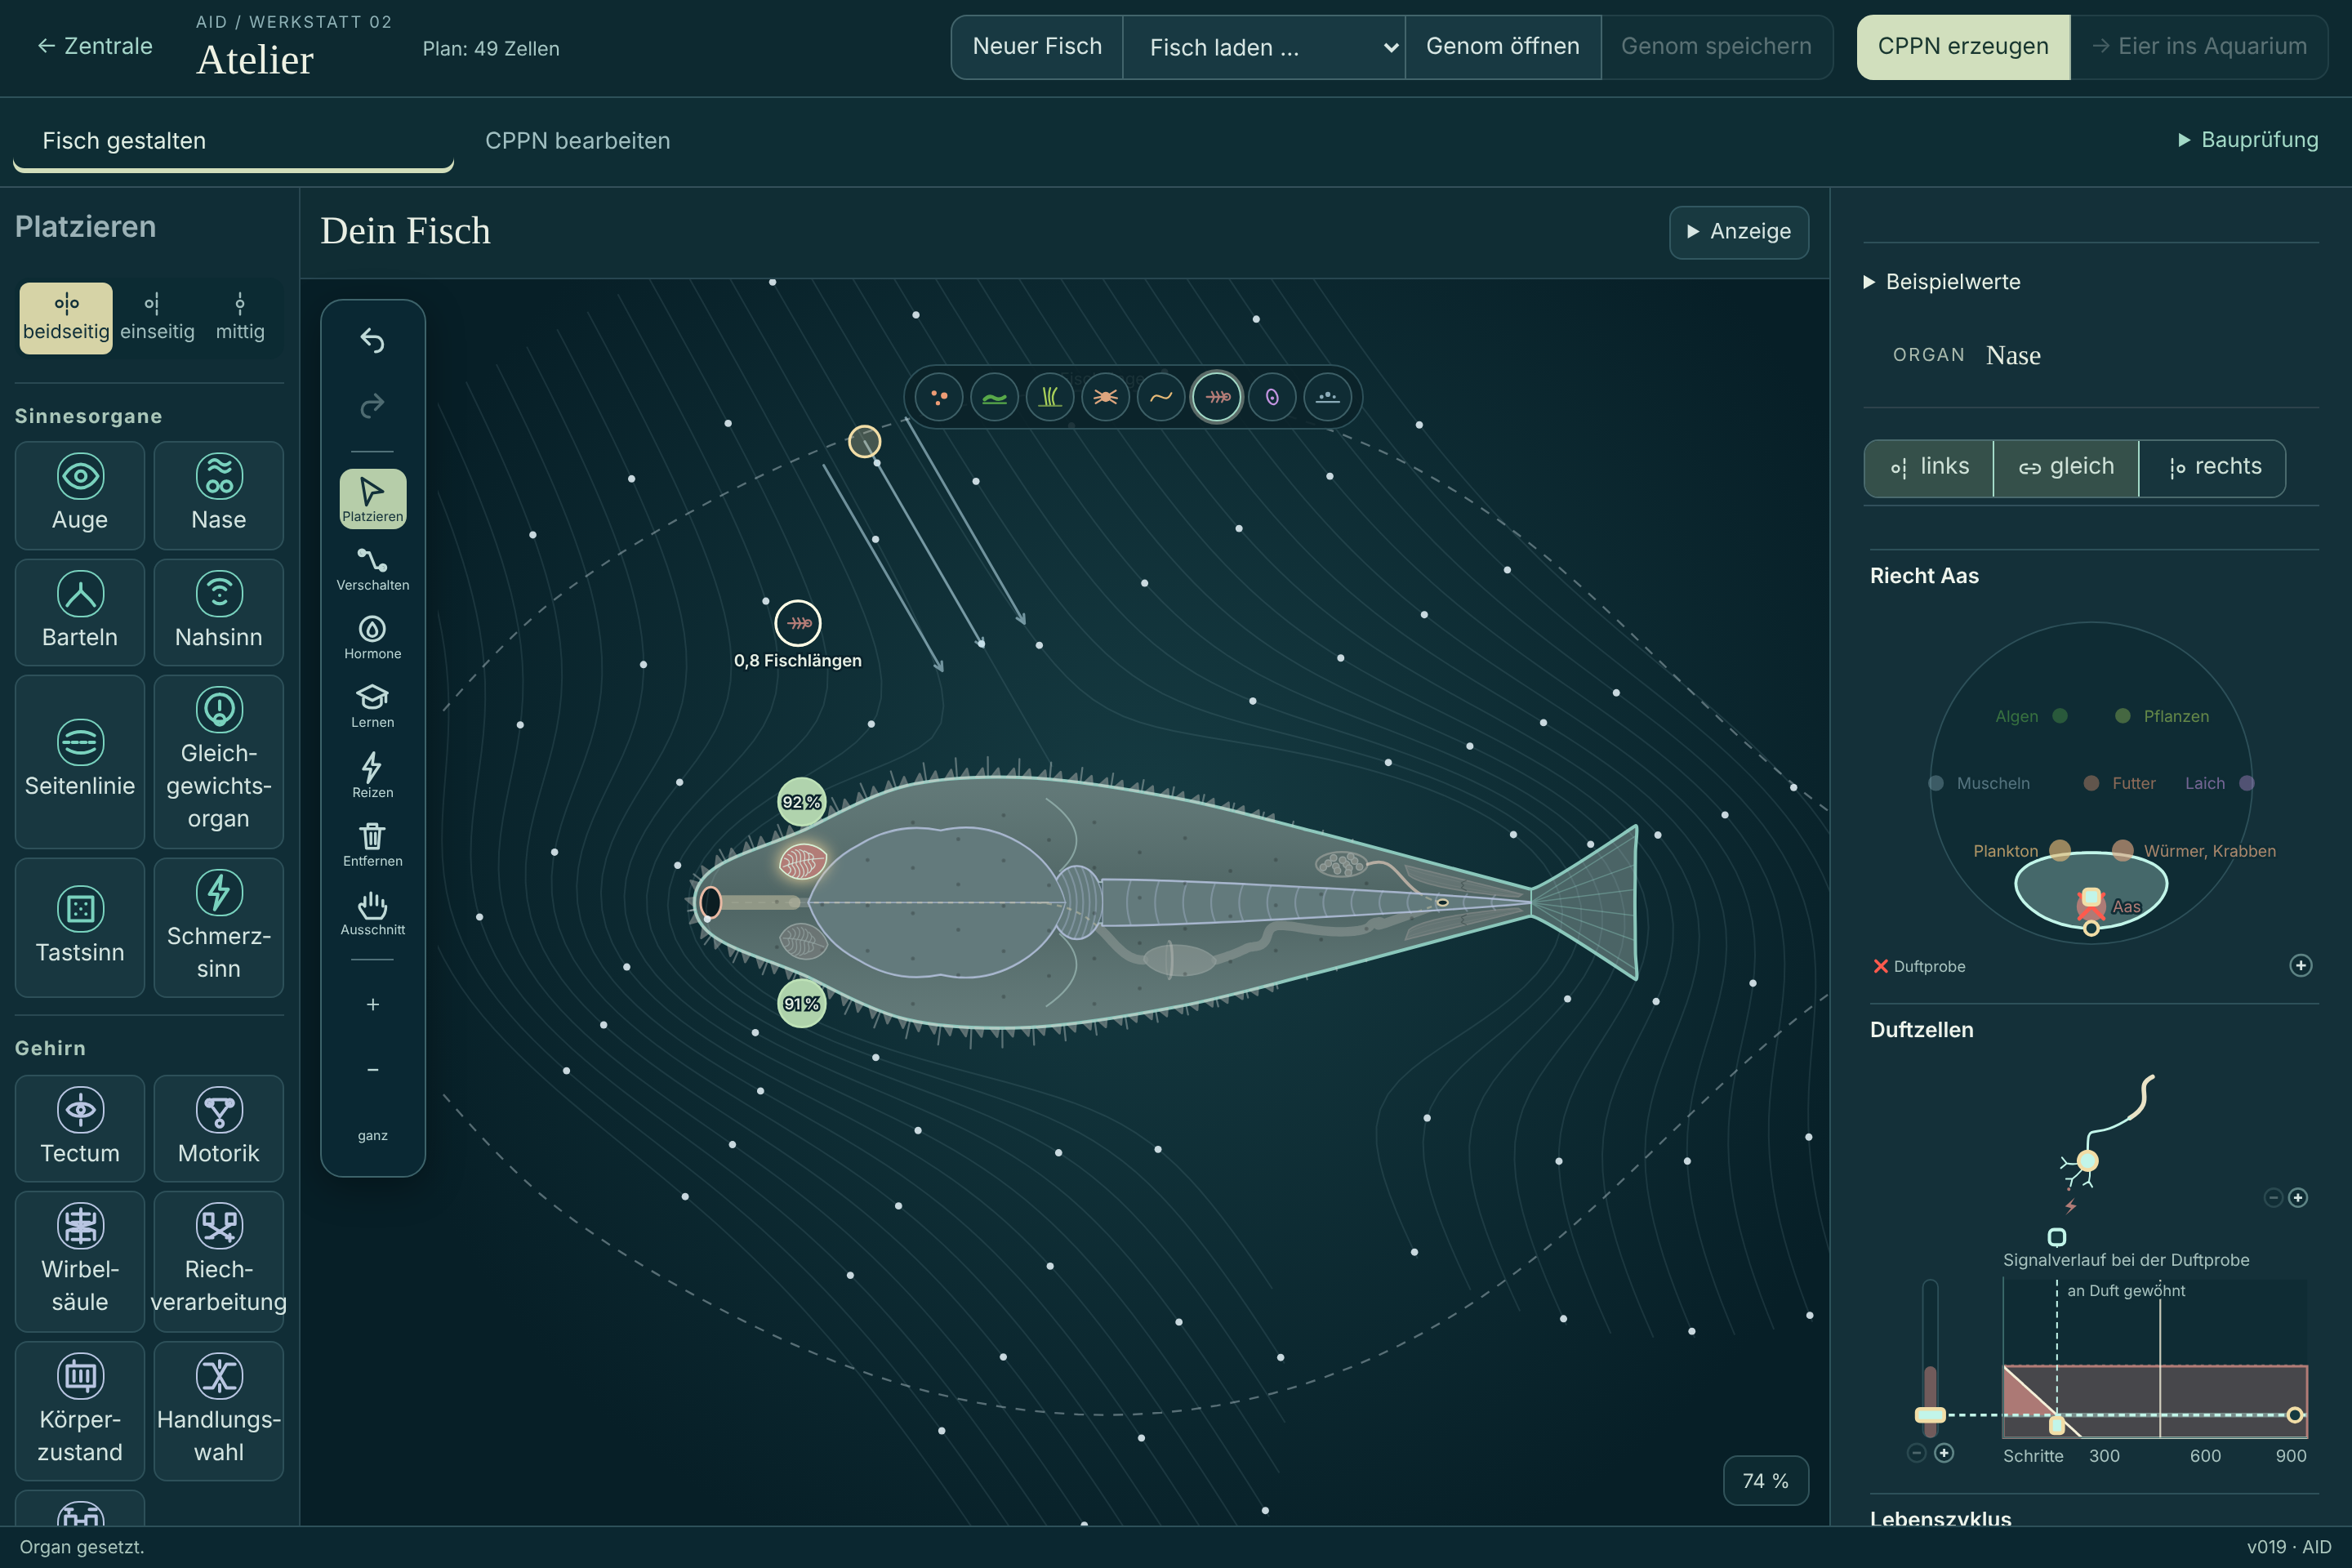 ← Zentrale
AID / WERKSTATT 02
Atelier
Plan: 49 Zellen
Neuer Fisch
Fisch laden ...
Genom öffnen
Genom speichern
CPPN erzeugen
→ Eier ins Aquarium
Fisch gestalten
CPPN bearbeiten
▶ Bauprüfung
Platzieren
beidseitig
einseitig
mittig
Sinnesorgane
Auge
Nase
Barteln
Nahsinn
Seitenlinie
Gleich-
gewichts-
organ
Tastsinn
Schmerz-
sinn
Gehirn
Tectum
Motorik
Wirbel-
säule
Riech-
verarbeitung
Körper-
zustand
Handlungs-
wahl
Dein Fisch
▶ Anzeige
Platzieren
Verschalten
Hormone
Lernen
Reizen
Entfernen
Ausschnitt
+
−
ganz
0,8 Fischlängen
92 %
91 %
74 %
▶ Beispielwerte
ORGAN Nase
links
gleich
rechts
Riecht Aas
Algen
Pflanzen
Muscheln
Futter
Laich
Plankton
Würmer, Krabben
Aas
Duftprobe
Duftzellen
Signalverlauf bei der Duftprobe
an Duft gewöhnt
Schritte 300 600 900
Lebenszyklus
Organ gesetzt.
v019 · AID